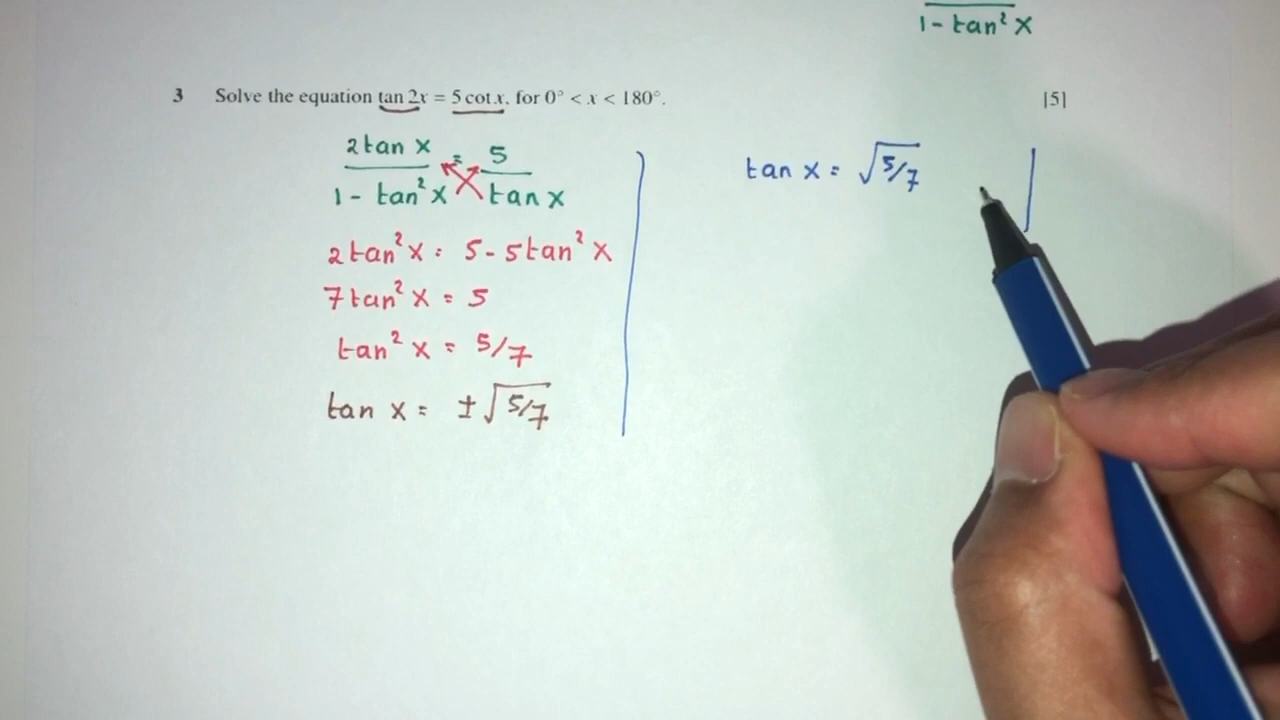 1 - tan² x
3 Solve the equation tan 2x = 5 cot x, for 0° < x < 180°. [5]
2tan x / 1 - tan² x = 5 / tan x
2tan² x = 5 - 5tan² x
7tan² x = 5
tan² x = 5/7
tan x = ±√5/7
tan x = √5/7